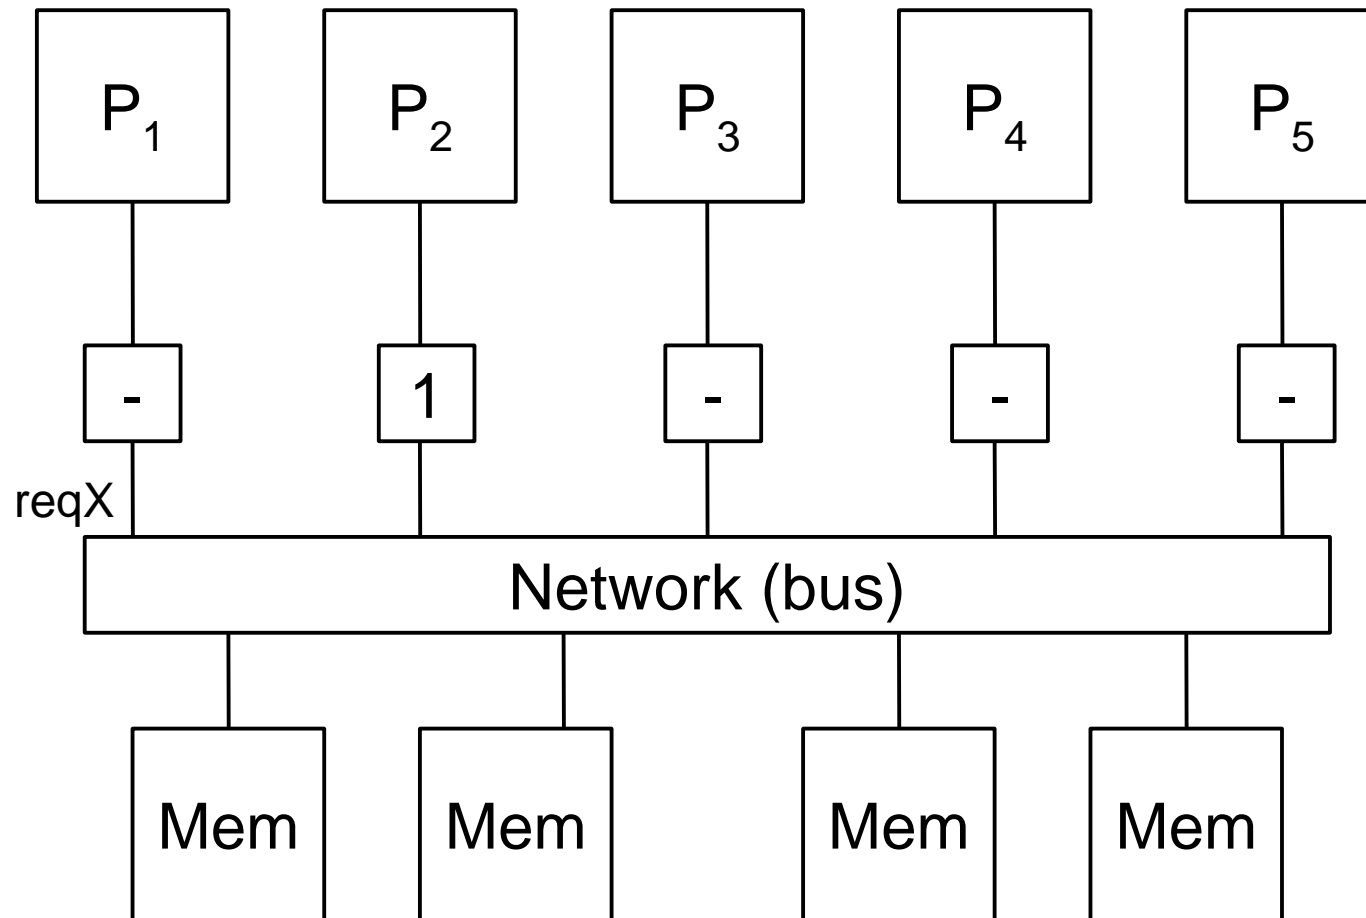 P1 P2 P3 P4 P5
- 1 - - -
reqX
Network (bus)
Mem Mem Mem Mem